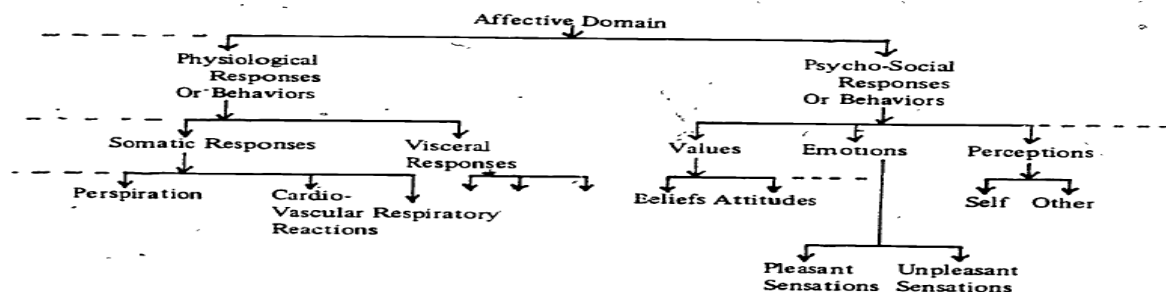 Affective Domain
Physiological
Responses
Or Behaviors
Psycho-Social
Responses
Or Behaviors
Somatic Responses
Visceral
Responses
Values
Emotions
Perceptions
Perspiration
Cardio-
Vascular Respiratory
Reactions
Beliefs Attitudes
Self Other
Pleasant
Sensations
Unpleasant
Sensations